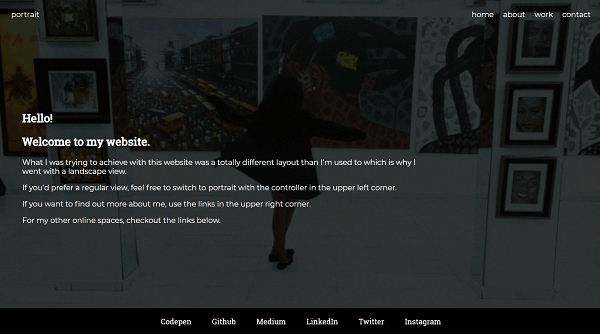 portrait
home about work contact
Hello!
Welcome to my website.
What I was trying to achieve with this website was a totally different layout than I'm used to which is why I
went with a landscape view.
If you'd prefer a regular view, feel free to switch to portrait with the controller in the upper left corner.
If you want to find out more about me, use the links in the upper right corner.
For my other online spaces, checkout the links below.
Codepen Github Medium LinkedIn Twitter Instagram